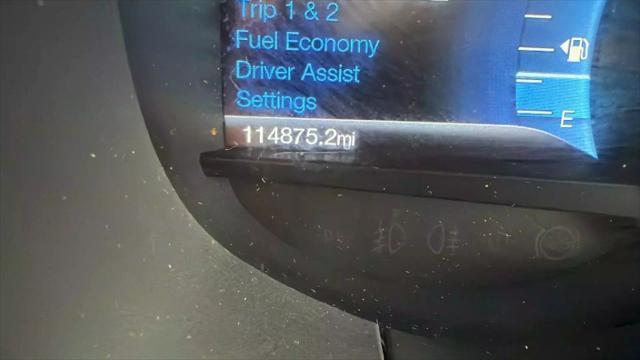 Trip 1 & 2
Fuel Economy
Driver Assist
Settings
114875.2mi
E